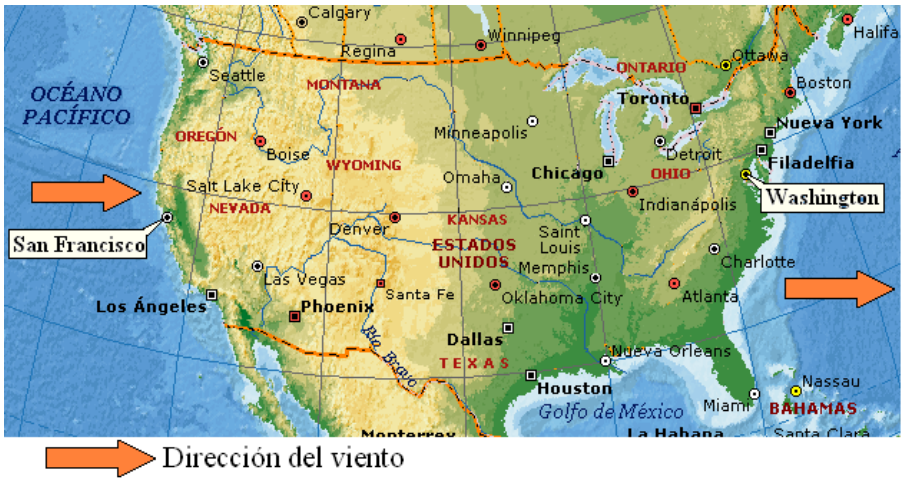 Calgary
Regina
Winnipeg
Halifa
Ottawa
Seattle
MONTANA
ONTARIO
OCÉANO
PACÍFICO
Boston
Toronto
Nueva York
OREGÓN
Boise
Minneapolis
Detroit
Filadelfia
WYOMING
Chicago
OHIO
Salt Lake City
Omaha
Washington
NEVADA
Indianápolis
KANSAS
Denver
San Francisco
Saint
Louis
ESTADOS
UNIDOS
Charlotte
Memphis
Las Vegas
Santa Fe
Oklahoma City
Atlanta
Los Ángeles
Phoenix
Río Bravo
Dallas
Nueva Orleans
TEXAS
Houston
Nassau
Miami
BAHAMAS
Golfo de México
Monterrey
La Habana
Santa Clara
Dirección del viento